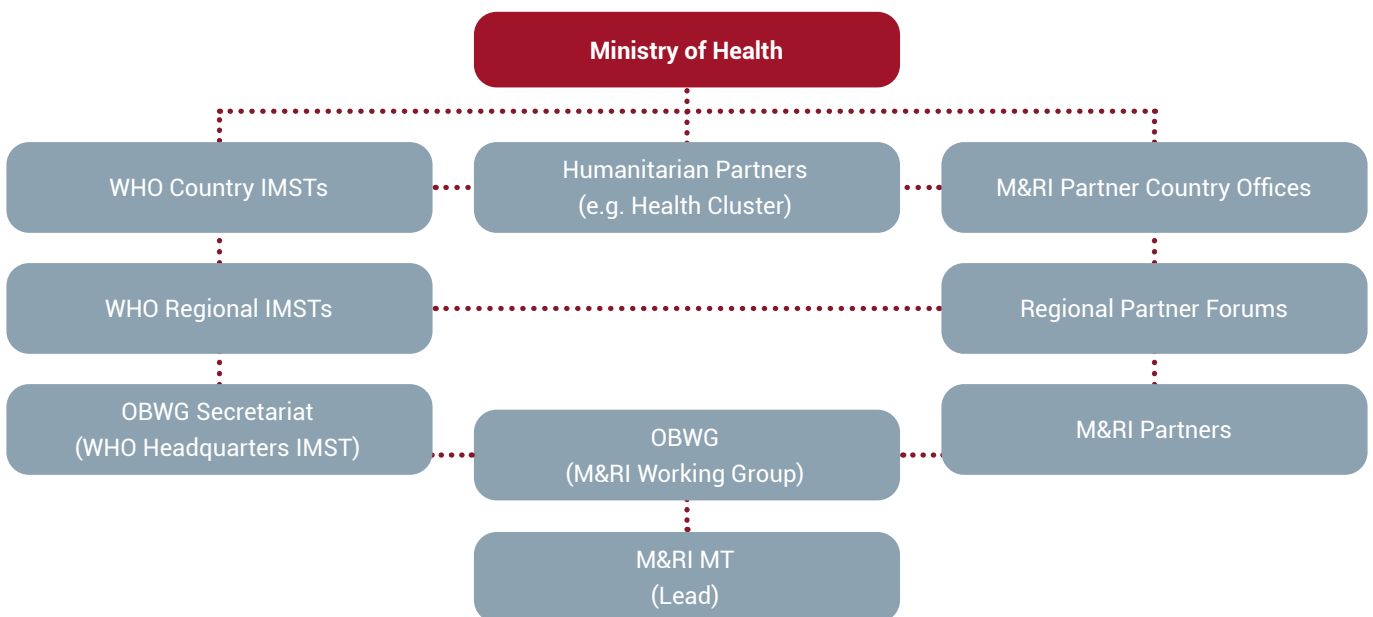 Ministry of Health
WHO Country IMSTs
Humanitarian Partners
(e.g. Health Cluster)
M&RI Partner Country Offices
WHO Regional IMSTs
Regional Partner Forums
OBWG Secretariat
(WHO Headquarters IMST)
OBWG
(M&RI Working Group)
M&RI Partners
M&RI MT
(Lead)